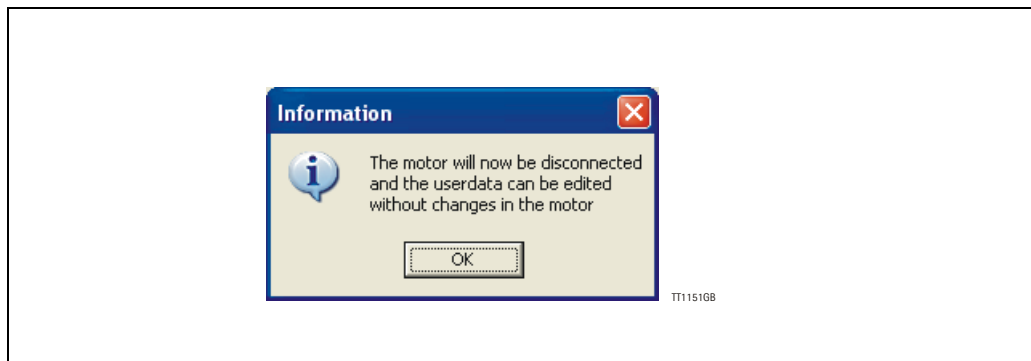 Information
The motor will now be disconnected
and the userdata can be edited
without changes in the motor
OK
TT1151GB